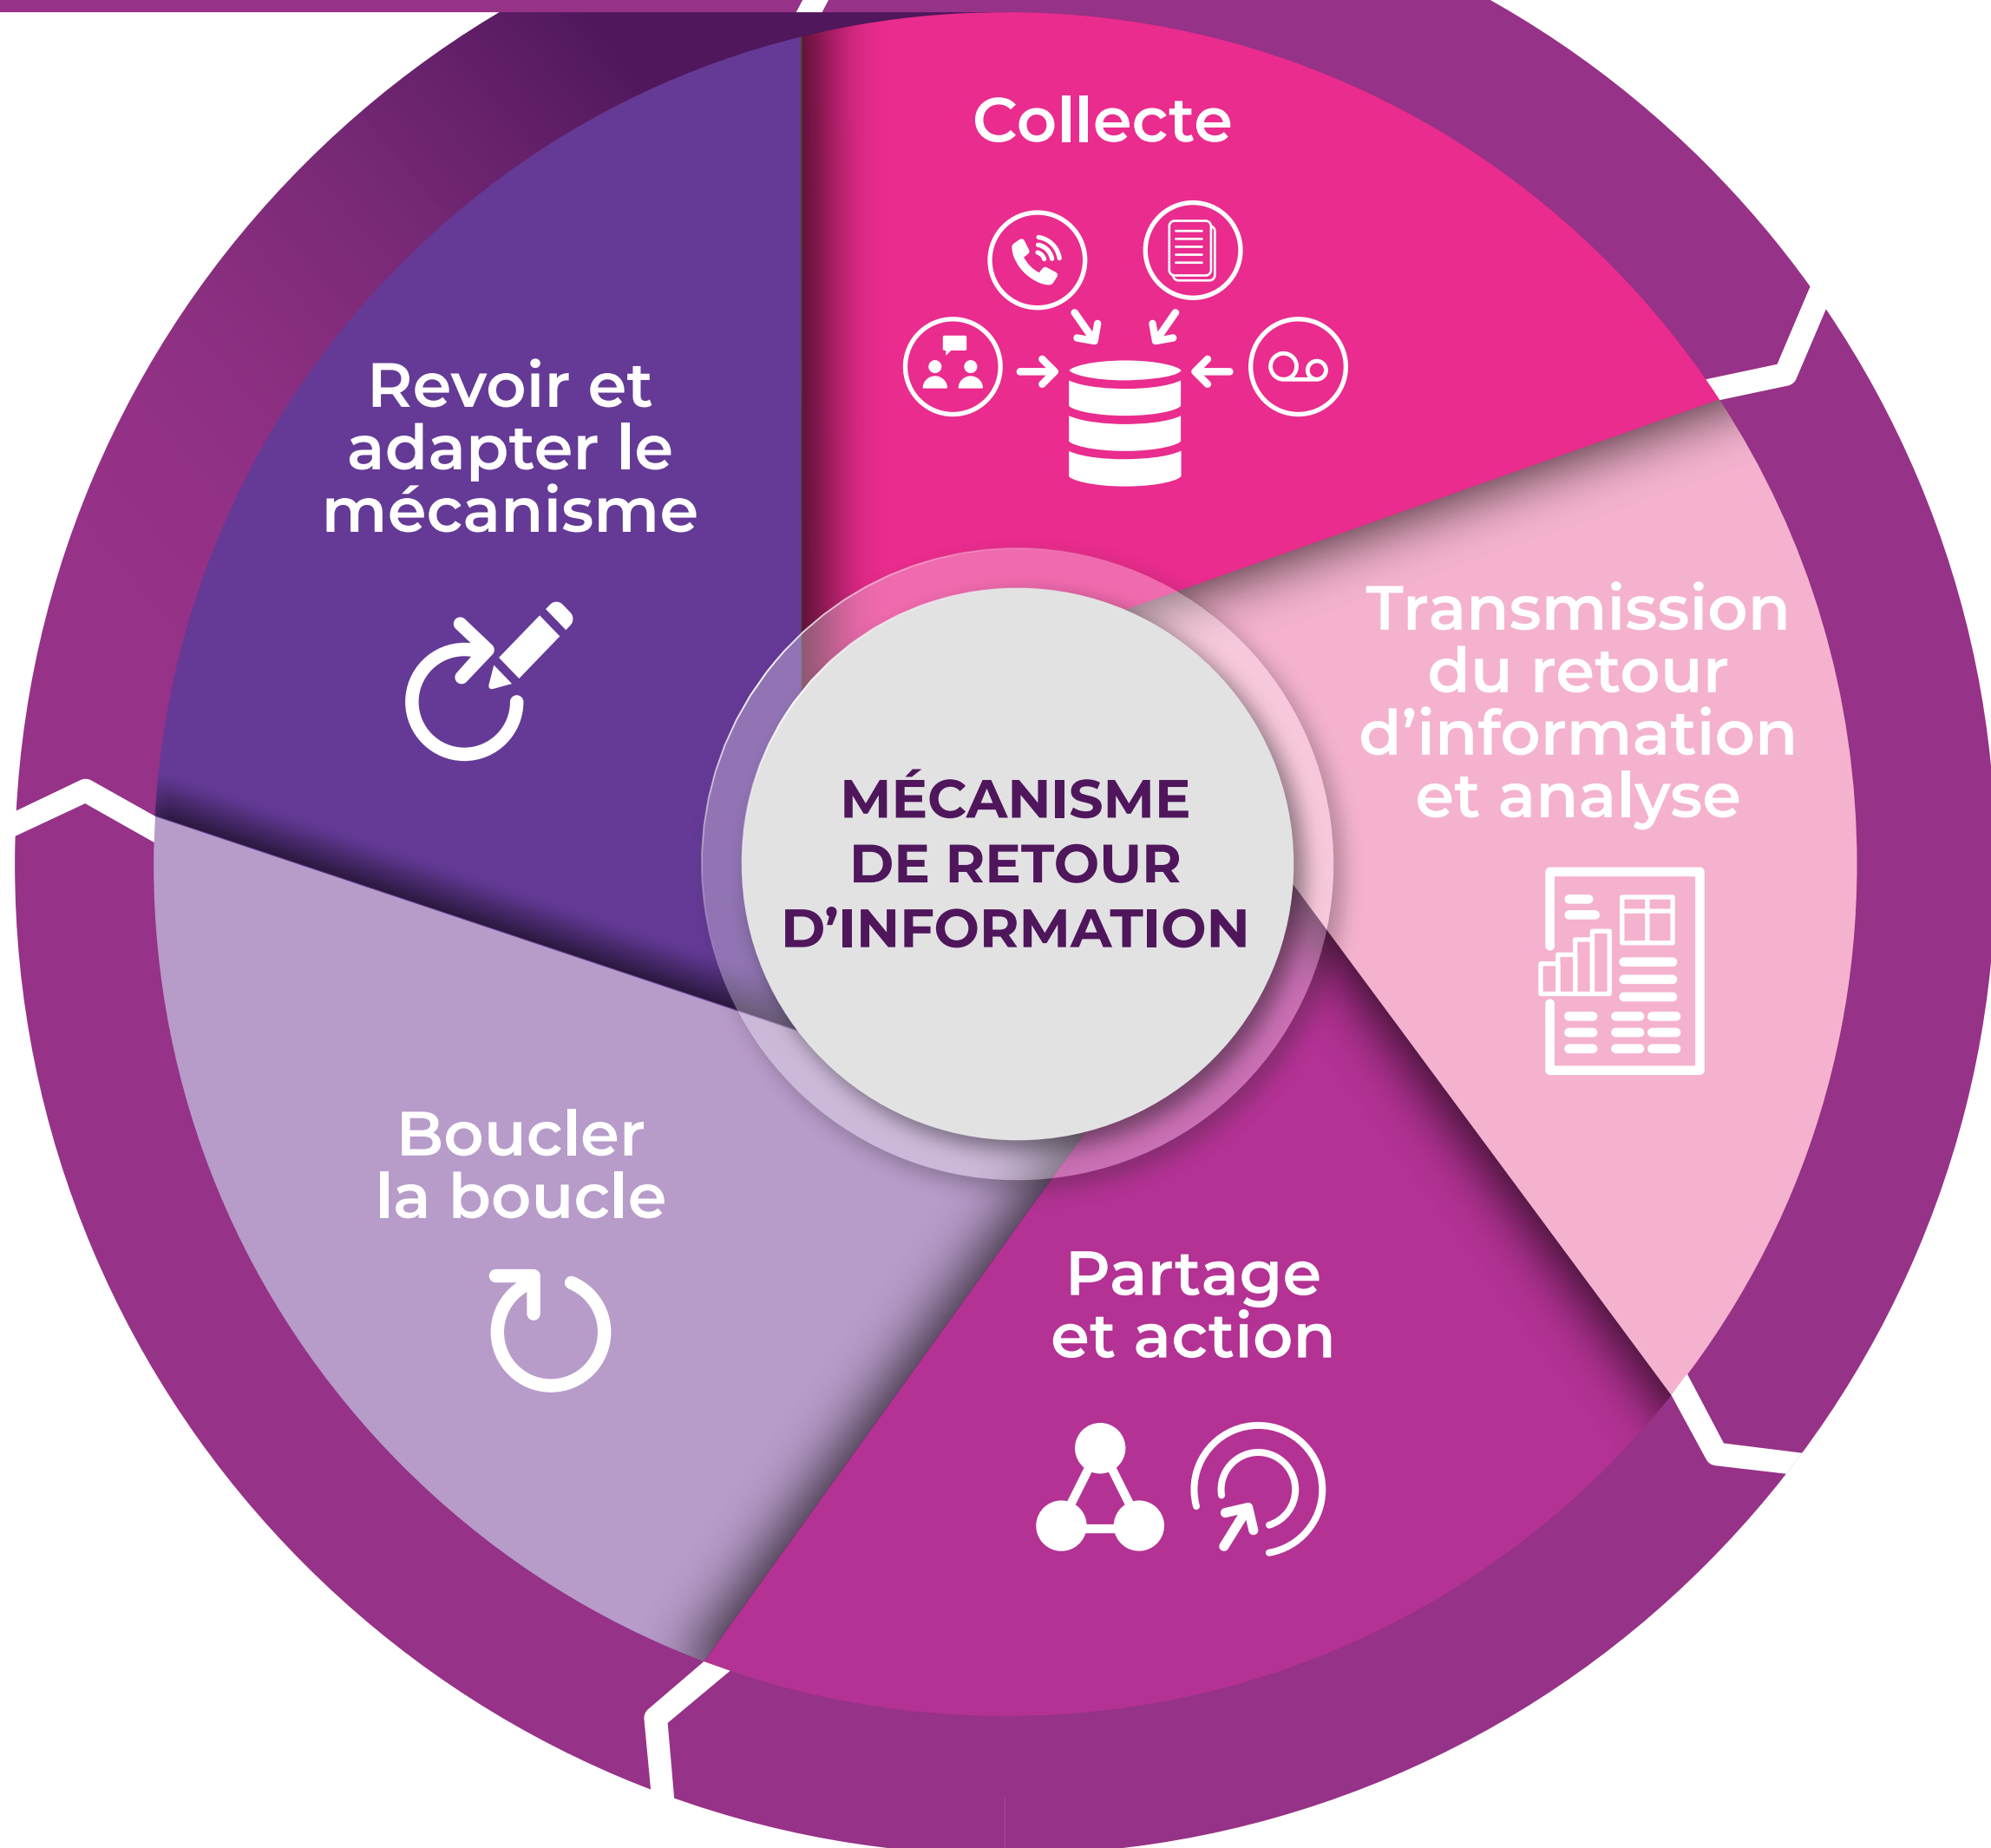 Collecte
Transmission
du retour
d'information
et analyse
Partage
et action
Boucler
la boucle
Revoir et
adapter le
mécanisme
MÉCANISME
DE RETOUR
D'INFORMATION